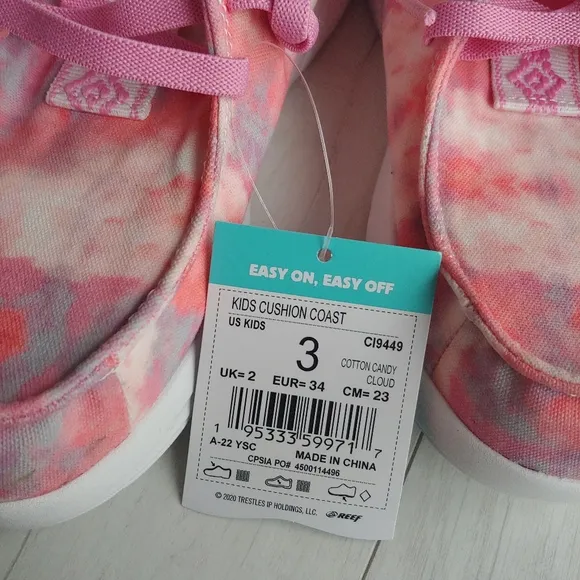 EASY ON, EASY OFF
KIDS CUSHION COAST
US KIDS CI9449
3
COTTON CANDY
CLOUD
UK= 2 EUR= 34 CM= 23
1 95333 59971 7
A-22 YSC MADE IN CHINA
CPSIA PO# 4500114496
© 2020 TRESTLES IP HOLDINGS, LLC. REEF